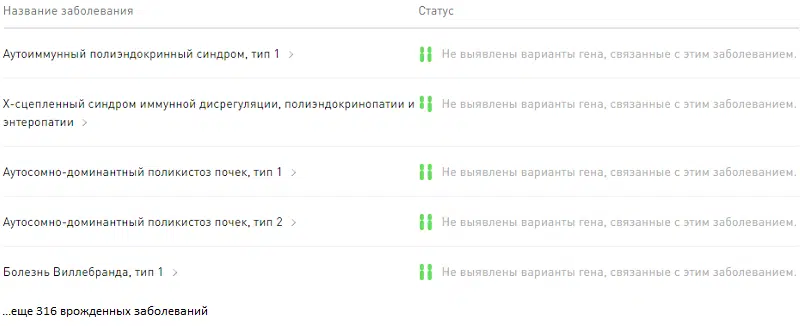 Название заболевания Статус
Аутоиммунный полиэндокринный синдром, тип 1 > Не выявлены варианты гена, связанные с этим заболеванием.
Х-сцепленный синдром иммунной дисрегуляции, полиэндокринопатии и Не выявлены варианты гена, связанные с этим заболеванием.
энтеропатии >
Аутосомно-доминантный поликистоз почек, тип 1 > Не выявлены варианты гена, связанные с этим заболеванием.
Аутосомно-доминантный поликистоз почек, тип 2 > Не выявлены варианты гена, связанные с этим заболеванием.
Болезнь Виллебранда, тип 1 > Не выявлены варианты гена, связанные с этим заболеванием.
...еще 316 врожденных заболеваний